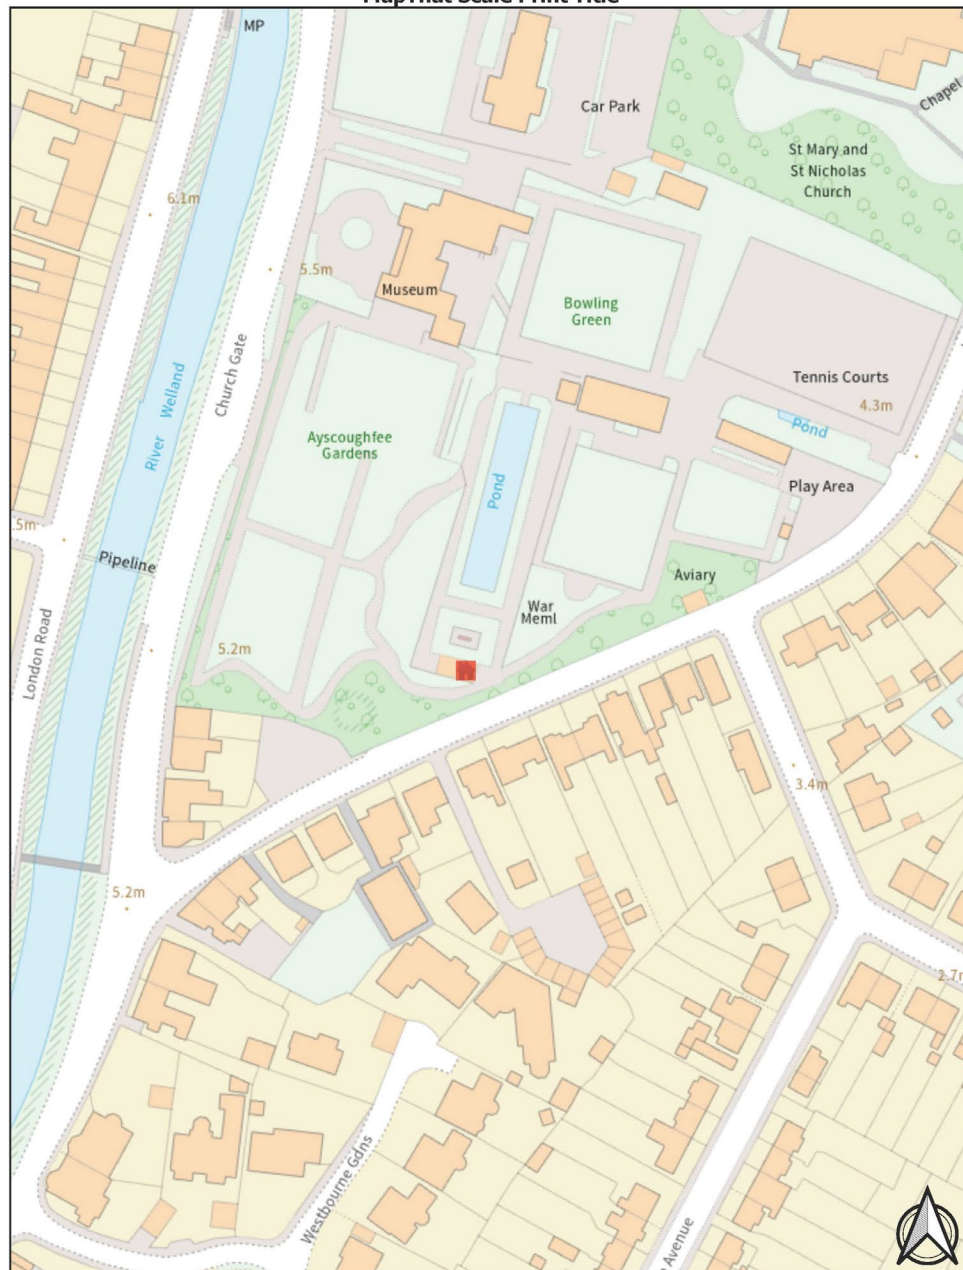 MP
Car Park
Chapel
St Mary and
St Nicholas
Church
6.1m
5.5m
Museum
Bowling
Green
Church Gate
River Welland
Tennis Courts
4.3m
Pond
Ayscoughfee
Gardens
Pond
Play Area
.5m
Pipeline
Aviary
War
Meml
London Road
5.2m
3.4m
5.2m
2.7m
Westbourne Gdns
Avenue